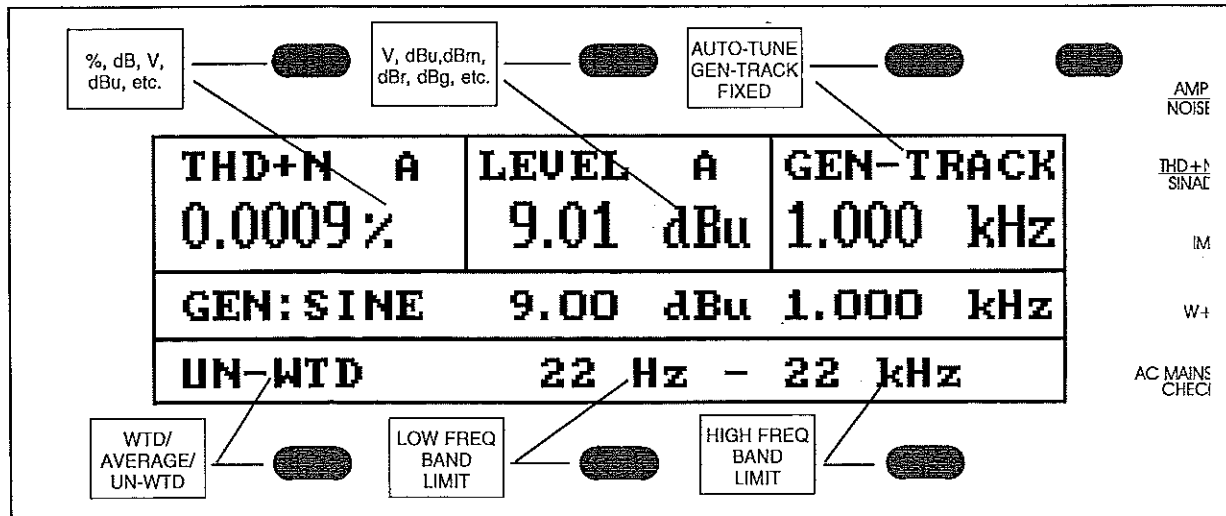 %, dB, V,
dBu, etc.
V, dBu,dBm,
dBr, dBg, etc.
AUTO-TUNE
GEN-TRACK
FIXED
AMP
NOISE
THD+N A
0.0009%
LEVEL A
9.01 dBu
GEN-TRACK
1.000 kHz
THD+N
SINAD
IM
GEN:SINE 9.00 dBu 1.000 kHz
W+
UN-WTD 22 Hz - 22 kHz
AC MAINS
CHEC
WTD/
AVERAGE/
UN-WTD
LOW FREQ
BAND
LIMIT
HIGH FREQ
BAND
LIMIT